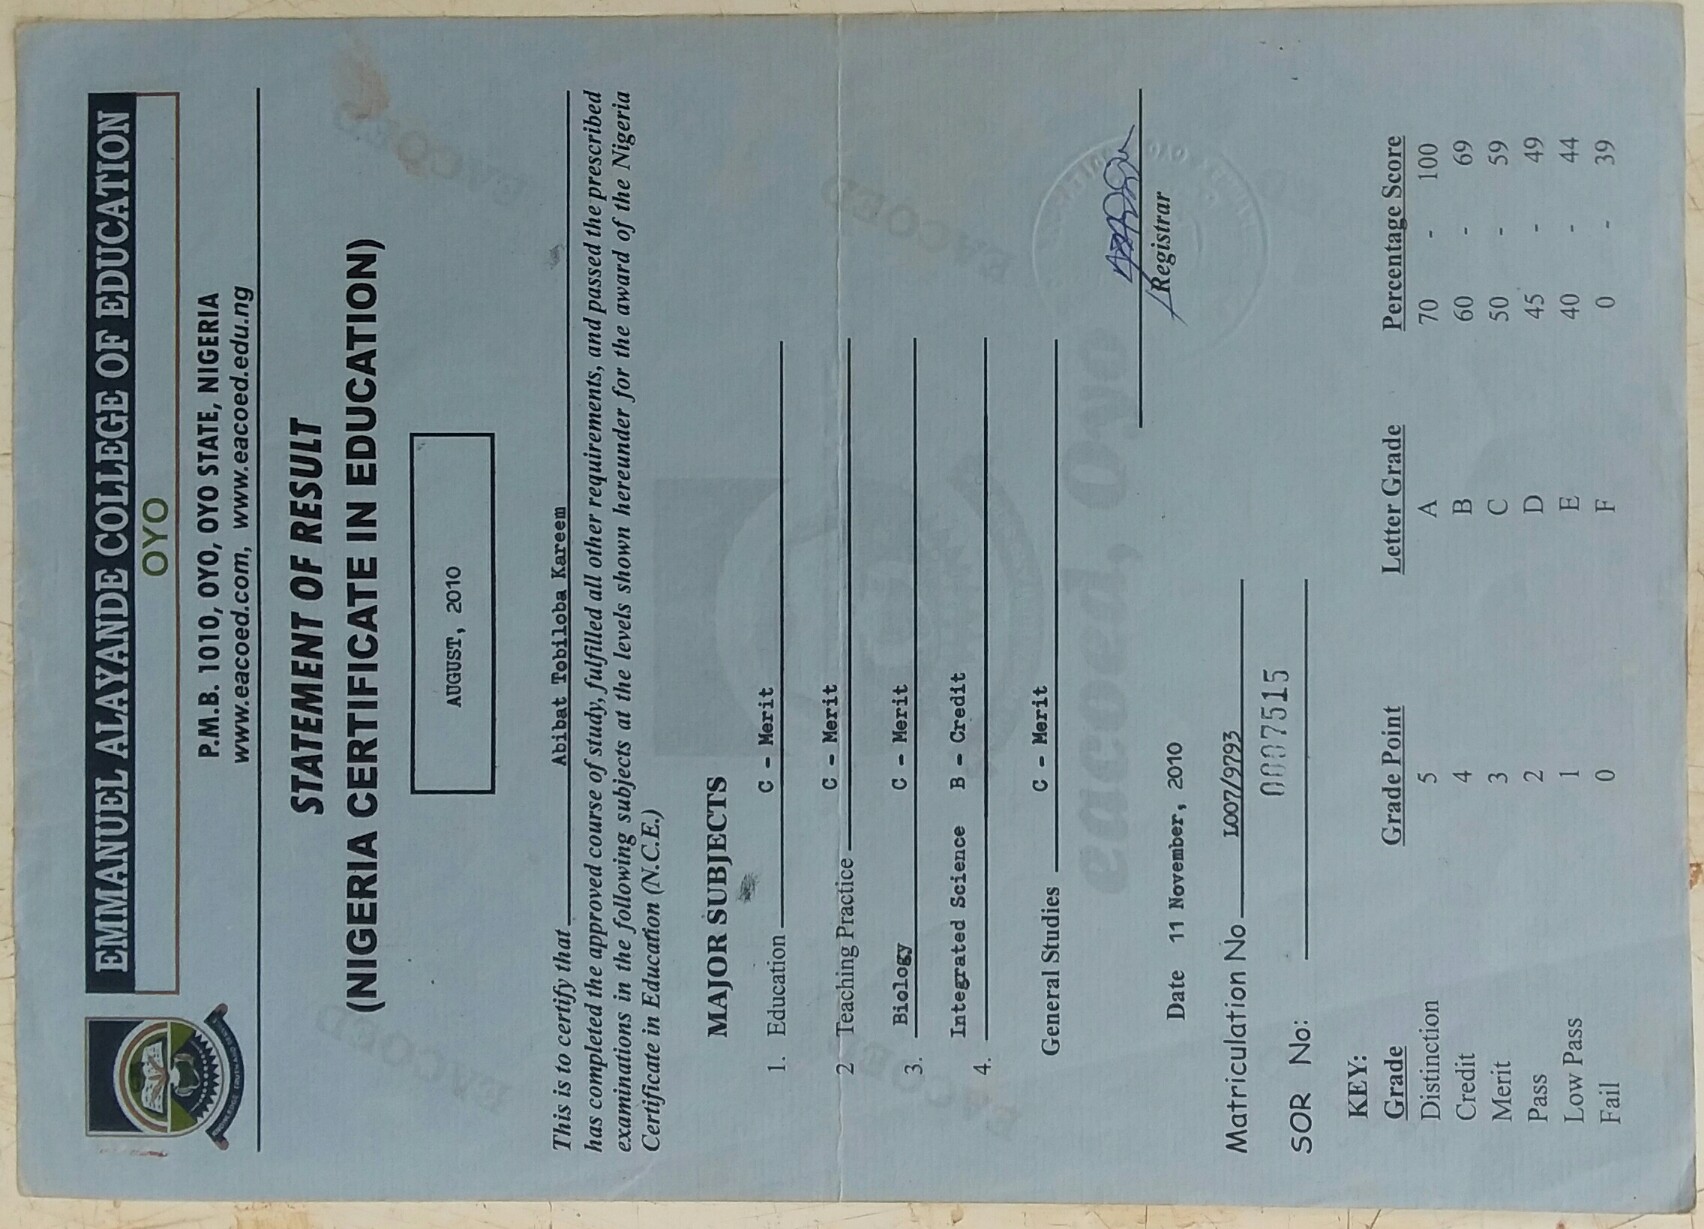 EMMANUEL ALAYANDE COLLEGE OF EDUCATION
OYO
P.M.B. 1010, OYO, OYO STATE, NIGERIA
www.eacoed.com, www.eacoed.edu.ng
STATEMENT OF RESULT
(NIGERIA CERTIFICATE IN EDUCATION)
AUGUST, 2010
This is to certify that Abibat Tobiloba Kareem
has completed the approved course of study, fulfilled all other requirements, and passed the prescribed
examinations in the following subjects at the levels shown hereunder for the award of the Nigeria
Certificate in Education (N.C.E.)
MAJOR SUBJECTS
1. Education C - Merit
2 Teaching Practice C - Merit
3. Biology C - Merit
4. Integrated Science B - Credit
General Studies C - Merit
eacoed, Oyo
Registrar
Date 11 November, 2010
Matriculation No L007/9793
SOR No: 0007515
KEY:
Grade Grade Point Letter Grade Percentage Score
Distinction 5 A 70 - 100
Credit 4 B 60 - 69
Merit 3 C 50 - 59
Pass 2 D 45 - 49
Low Pass 1 E 40 - 44
Fail 0 F 0 - 39
EACOED
EACOED
EACOED
EACOED